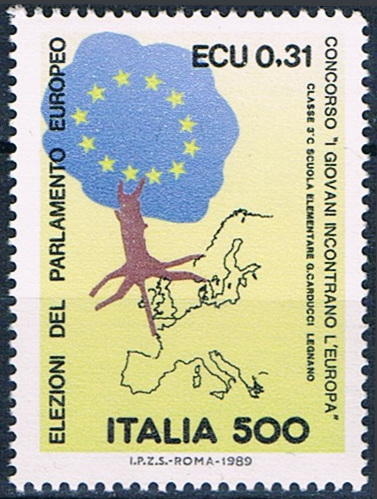 ECU 0.31
ELEZIONI DEL PARLAMENTO EUROPEO
CONCORSO "I GIOVANI INCONTRANO L'EUROPA"
CLASSE 3°C SCUOLA ELEMENTARE G.CARDUCCI LEGNANO
ITALIA 500
I.P.Z.S.-ROMA-1989